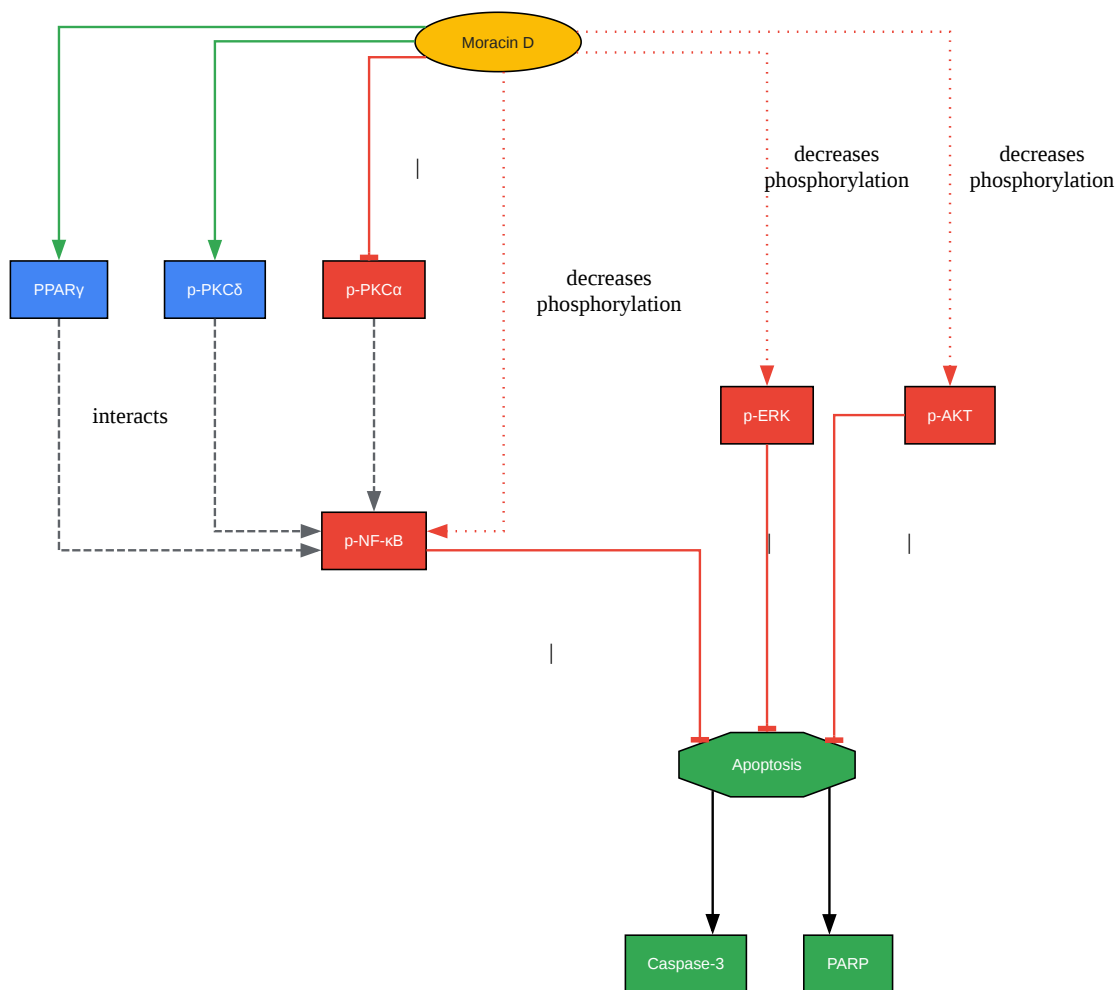 Moracin D
decreases
phosphorylation
decreases
phosphorylation
|
PPARγ
p-PKCδ
p-PKCα
decreases
phosphorylation
interacts
p-ERK
p-AKT
p-NF-κB
|
|
|
Apoptosis
Caspase-3
PARP